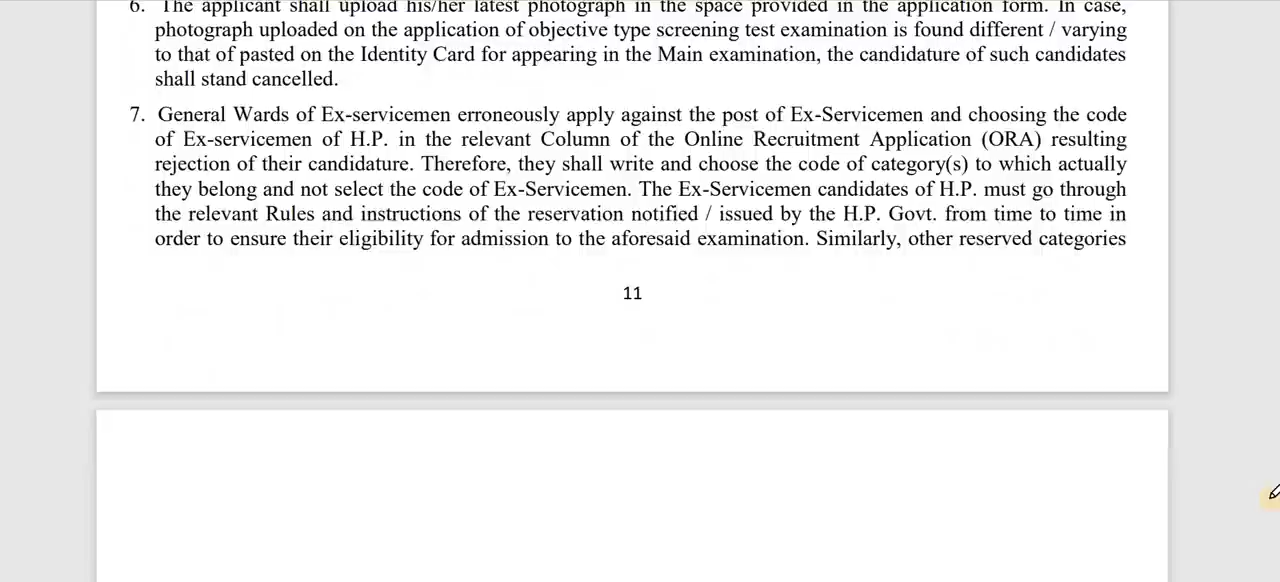 6. The applicant shall upload his/her latest photograph in the space provided in the application form. In case,
photograph uploaded on the application of objective type screening test examination is found different / varying
to that of pasted on the Identity Card for appearing in the Main examination, the candidature of such candidates
shall stand cancelled.
7. General Wards of Ex-servicemen erroneously apply against the post of Ex-Servicemen and choosing the code
of Ex-servicemen of H.P. in the relevant Column of the Online Recruitment Application (ORA) resulting
rejection of their candidature. Therefore, they shall write and choose the code of category(s) to which actually
they belong and not select the code of Ex-Servicemen. The Ex-Servicemen candidates of H.P. must go through
the relevant Rules and instructions of the reservation notified / issued by the H.P. Govt. from time to time in
order to ensure their eligibility for admission to the aforesaid examination. Similarly, other reserved categories
11